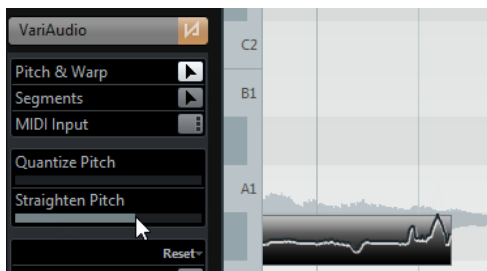 VariAudio
Pitch & Warp
Segments
MIDI Input
Quantize Pitch
Straighten Pitch
Reset
C2
B1
A1